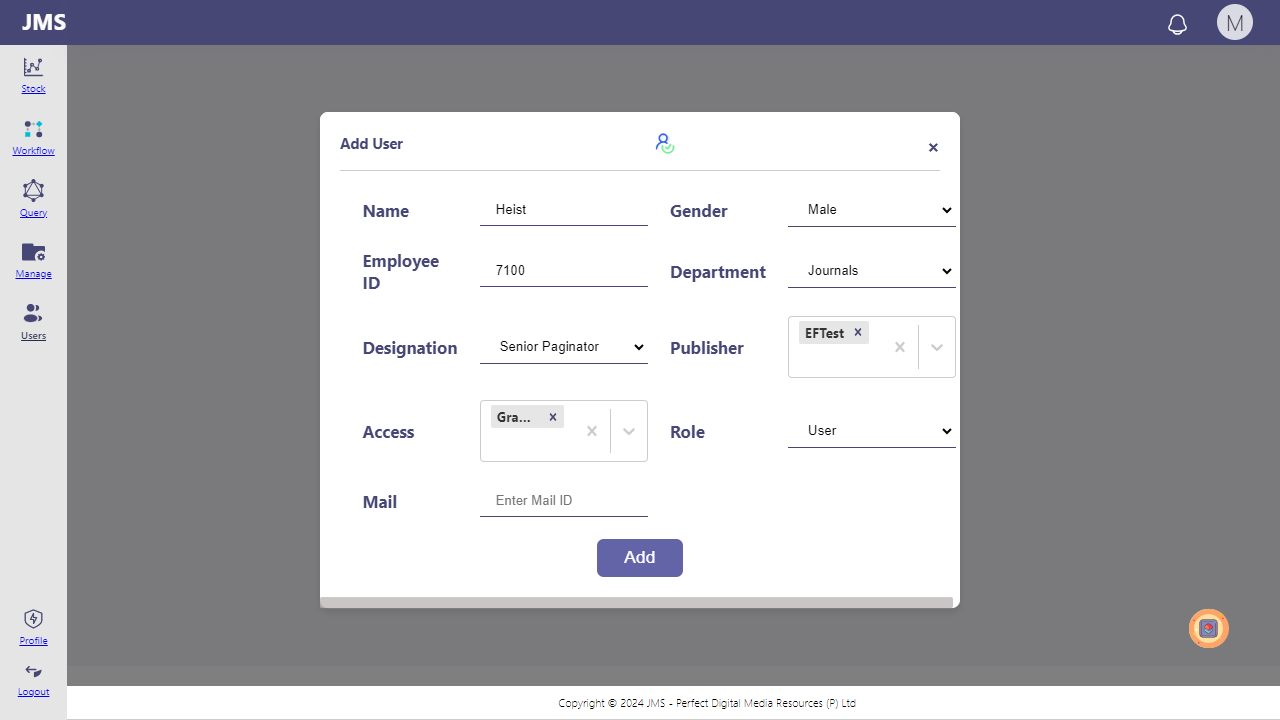 JMS
M
Stock
Workflow
Query
Manage
Users
Profile
Logout
Add User
×
Name
Heist
Gender
Male
Employee
ID
7100
Department
Journals
Designation
Senior Paginator
Publisher
EFTest
Access
Gra...
Role
User
Mail
Enter Mail ID
Add
Copyright © 2024 JMS - Perfect Digital Media Resources (P) Ltd